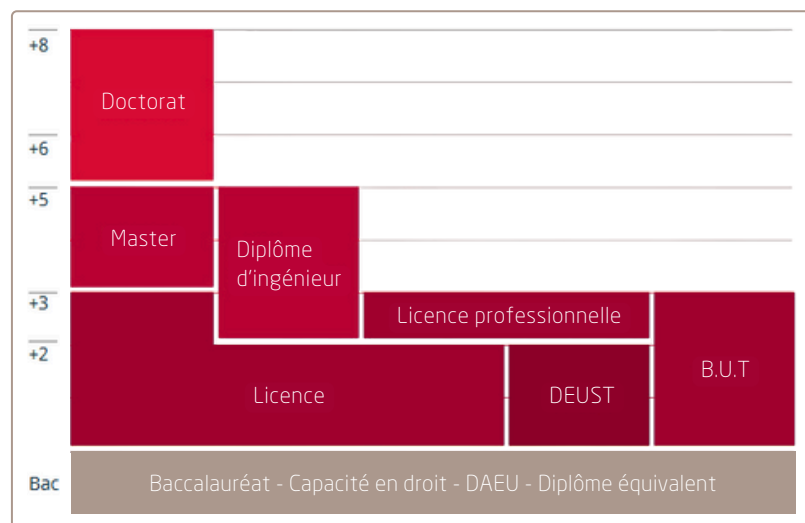 +8
Doctorat
+6
+5
Master
Diplôme
d'ingénieur
+3
Licence professionnelle
+2
B.U.T
Licence
DEUST
Bac
Baccalauréat - Capacité en droit - DAEU - Diplôme équivalent